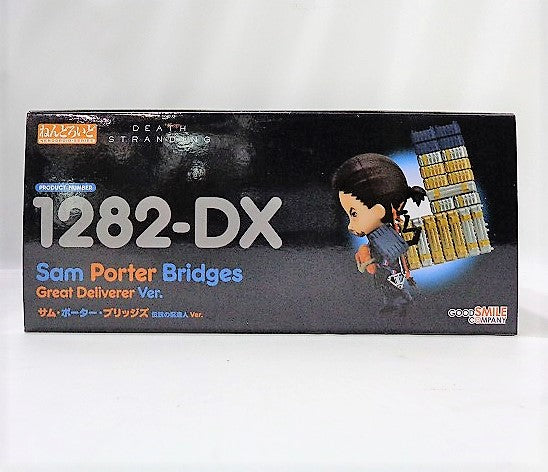 ねんどろいど
NENDOROID SERIES
DEATH
STRANDING
PRODUCT NUMBER
1282-DX
Sam Porter Bridges
Great Deliverer Ver.
サム・ポーター・ブリッジズ 伝説の配達人 Ver.
GOOD SMILE
COMPANY